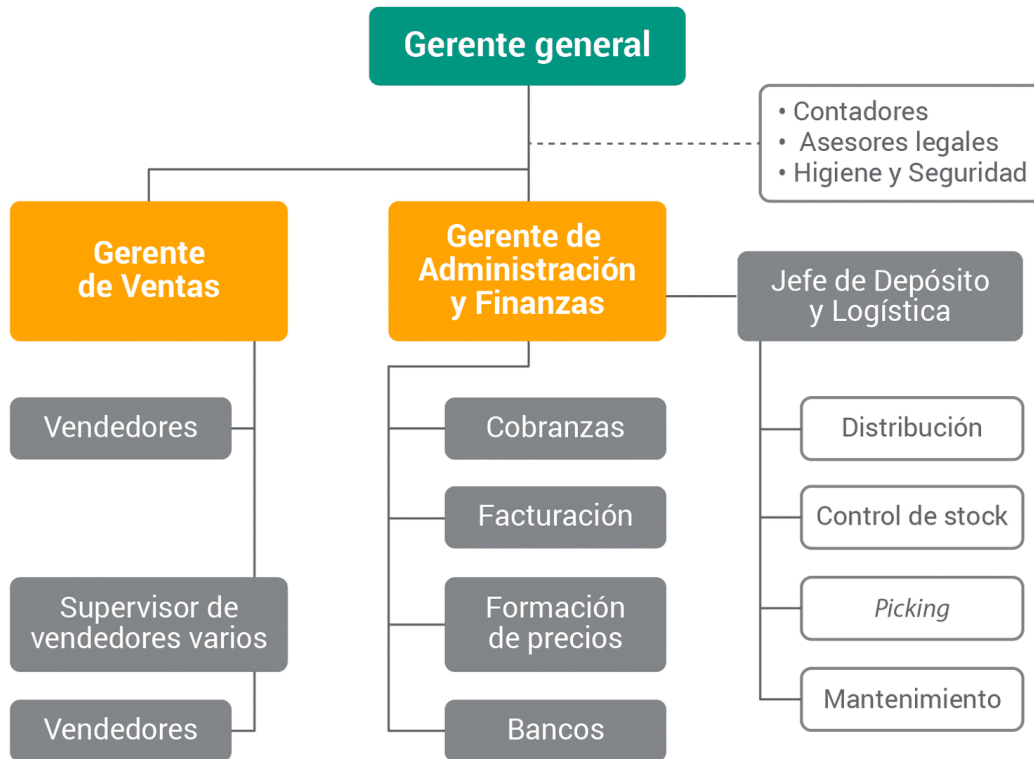 Gerente general
• Contadores
• Asesores legales
• Higiene y Seguridad
Gerente
de Ventas
Gerente de
Administración
y Finanzas
Jefe de Depósito
y Logística
Vendedores
Cobranzas
Distribución
Facturación
Control de stock
Supervisor de
vendedores varios
Formación
de precios
Picking
Vendedores
Bancos
Mantenimiento